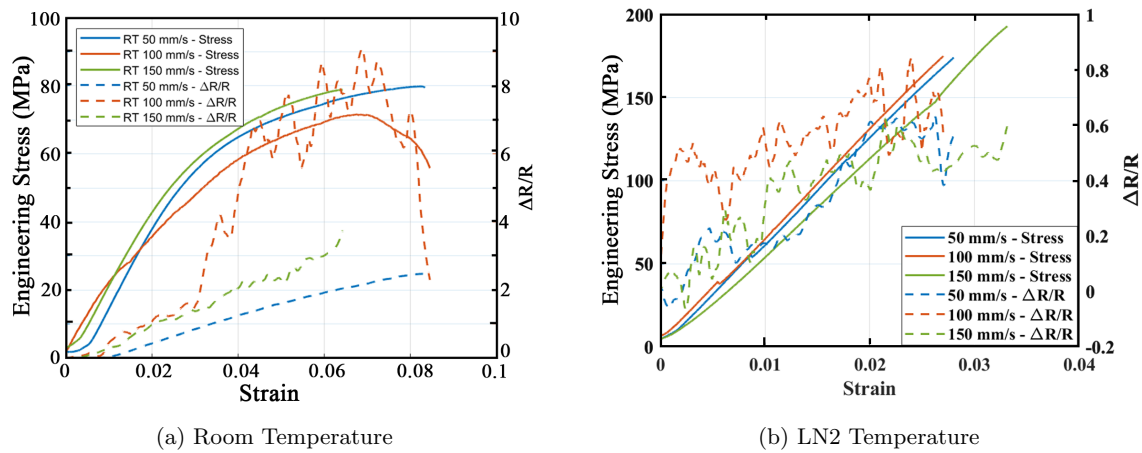 100
80
60
40
20
0
Engineering Stress (MPa)
RT 50 mm/s - Stress
RT 100 mm/s - Stress
RT 150 mm/s - Stress
RT 50 mm/s - ΔR/R
RT 100 mm/s - ΔR/R
RT 150 mm/s - ΔR/R
10
8
6
4
2
0
ΔR/R
0 0.02 0.04 0.06 0.08 0.1
Strain
(a) Room Temperature
200
150
100
50
0
Engineering Stress (MPa)
50 mm/s - Stress
100 mm/s - Stress
150 mm/s - Stress
50 mm/s - ΔR/R
100 mm/s - ΔR/R
150 mm/s - ΔR/R
1
0.8
0.6
0.4
0.2
0
-0.2
ΔR/R
0 0.01 0.02 0.03 0.04
Strain
(b) LN2 Temperature